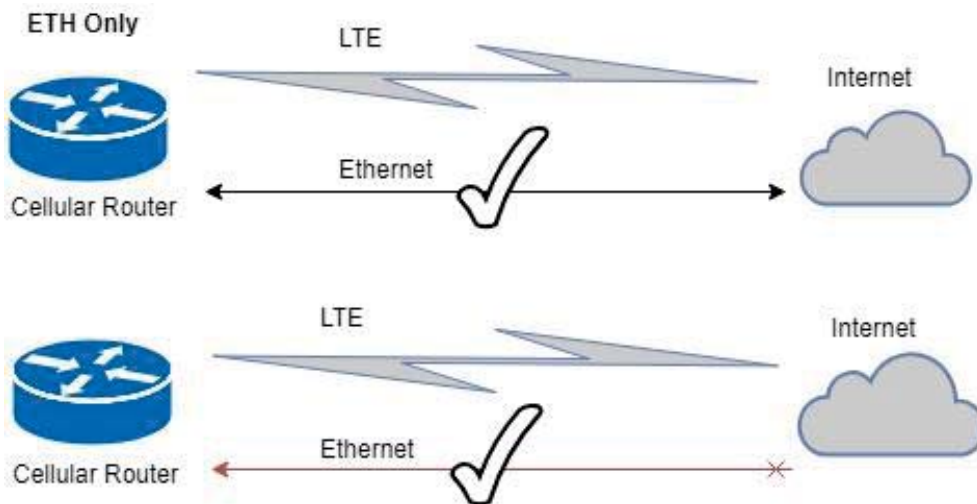 ETH Only
LTE
Internet
Ethernet
Cellular Router
LTE
Internet
Ethernet
Cellular Router